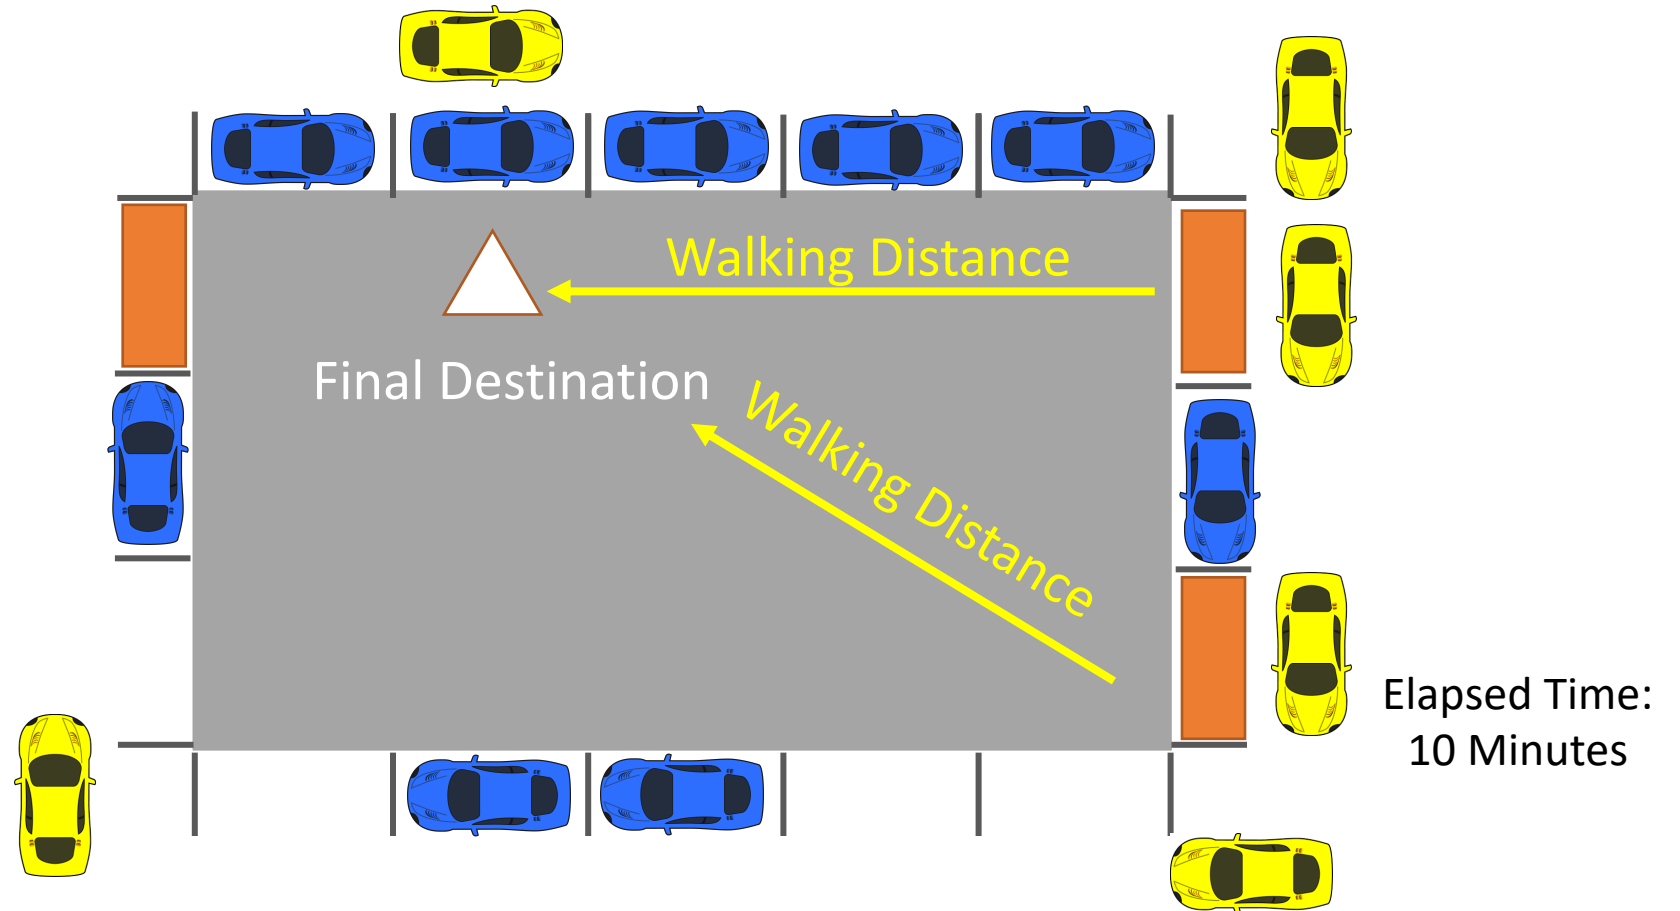 Walking Distance
Final Destination
Walking Distance
Elapsed Time:
10 Minutes